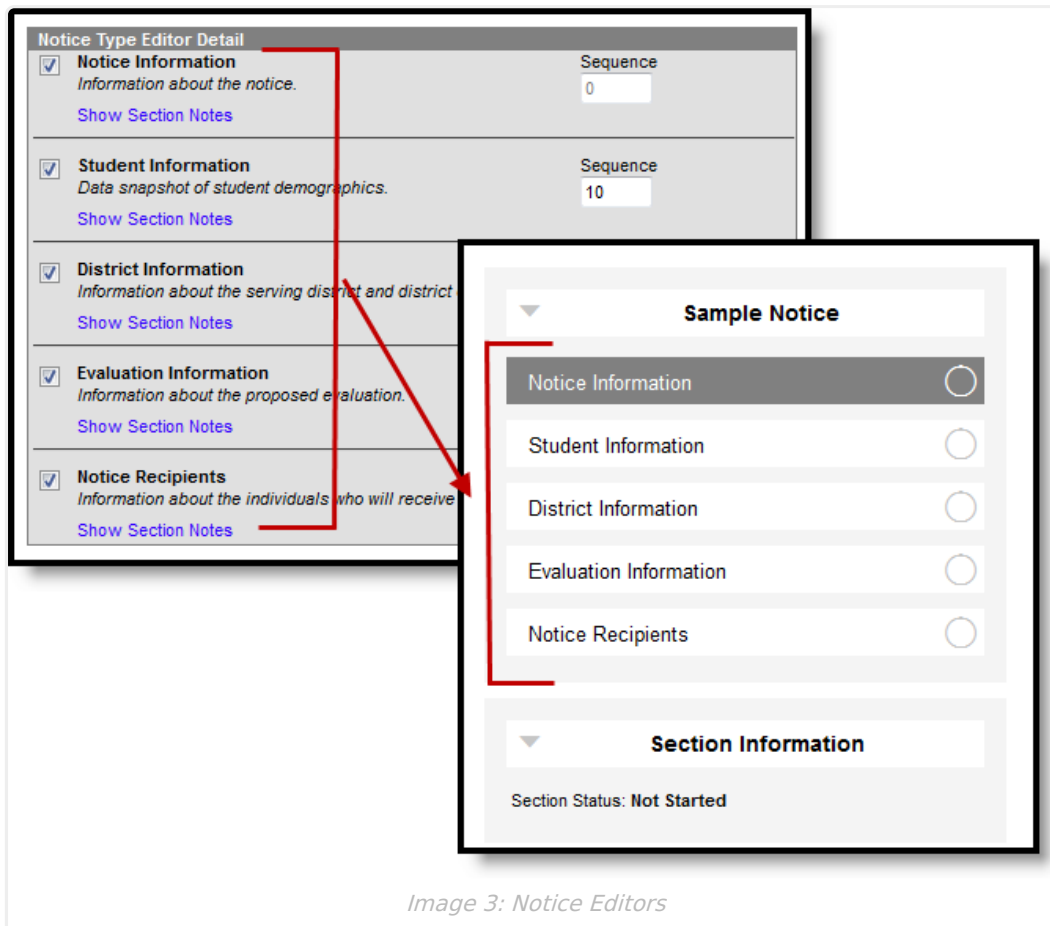 Notice Type Editor Detail
Notice Information
Sequence
Information about the notice.
0
Show Section Notes
Student Information
Sequence
Data snapshot of student demographics.
10
Show Section Notes
District Information
Information about the serving district and district
Show Section Notes
Evaluation Information
Information about the proposed evaluation.
Show Section Notes
Notice Recipients
Information about the individuals who will receive
Show Section Notes
Sample Notice
Notice Information
Student Information
District Information
Evaluation Information
Notice Recipients
Section Information
Section Status: Not Started
Image 3: Notice Editors